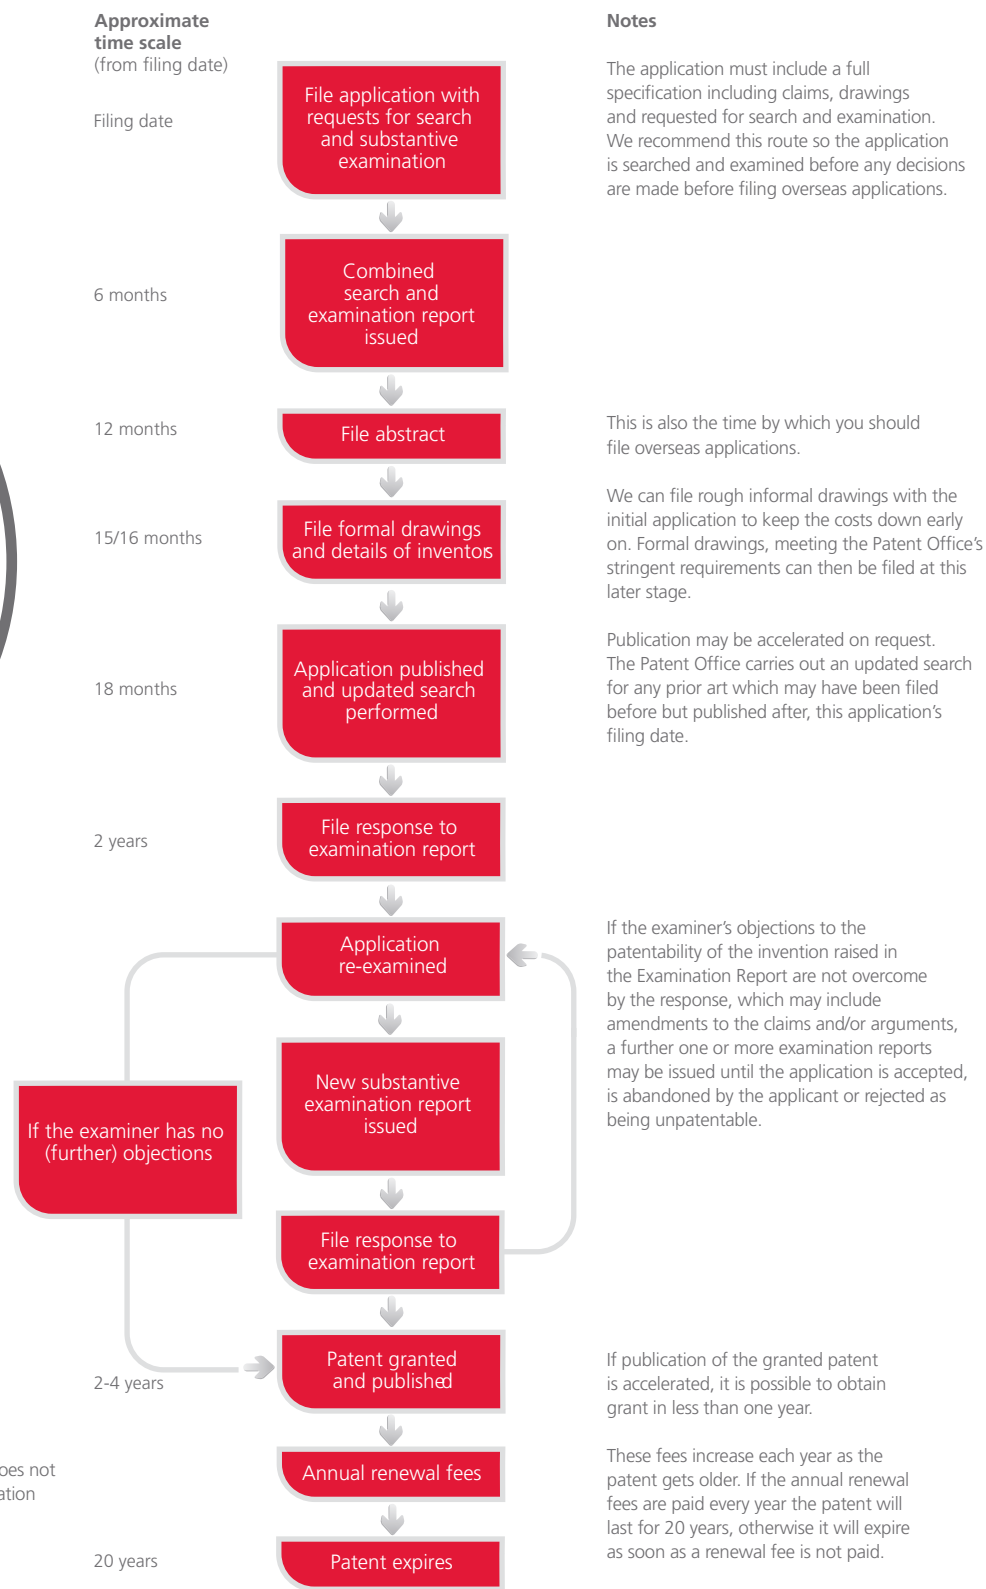 Approximate
time scale
(from filing date)
Notes
Filing date
File application with
requests for search
and substantive
examination
The application must include a full
specification including claims, drawings
and requested for search and examination.
We recommend this route so the application
is searched and examined before any decisions
are made before filing overseas applications.
6 months
Combined
search and
examination report
issued
12 months
File abstract
This is also the time by which you should
file overseas applications.
15/16 months
File formal drawings
and details of inventors
We can file rough informal drawings with the
initial application to keep the costs down early
on. Formal drawings, meeting the Patent Office’s
stringent requirements can then be filed at this
later stage.
18 months
Application published
and updated search
performed
Publication may be accelerated on request.
The Patent Office carries out an updated search
for any prior art which may have been filed
before but published after, this application’s
filing date.
2 years
File response to
examination report
Application
re-examined
If the examiner’s objections to the
patentability of the invention raised in
the Examination Report are not overcome
by the response, which may include
amendments to the claims and/or arguments,
a further one or more examination reports
may be issued until the application is accepted,
is abandoned by the applicant or rejected as
being unpatentable.
New substantive
examination report
issued
If the examiner has no
(further) objections
File response to
examination report
2-4 years
Patent granted
and published
If publication of the granted patent
is accelerated, it is possible to obtain
grant in less than one year.
not
Annual renewal fees
These fees increase each year as the
patent gets older. If the annual renewal
fees are paid every year the patent will
last for 20 years, otherwise it will expire
as soon as a renewal fee is not paid.
20 years
Patent expires